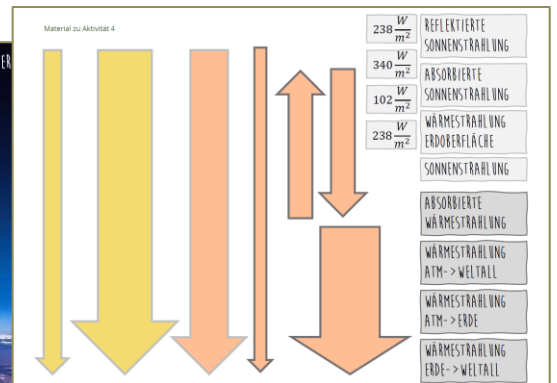 ER
Material zu Aktivität 4
238 W/m²
340 W/m²
102 W/m²
238 W/m²
REFLEKTIERTE
SONNENSTRAHLUNG
ABSORBIERTE
SONNENSTRAHLUNG
WÄRMESTRAHLUNG
ERDOBERFLÄCHE
SONNENSTRAHLUNG
ABSORBIERTE
WÄRMESTRAHLUNG
WÄRMESTRAHLUNG
ATM->WELTALL
WÄRMESTRAHLUNG
ATM->ERDE
WÄRMESTRAHLUNG
ERDE->WELTALL